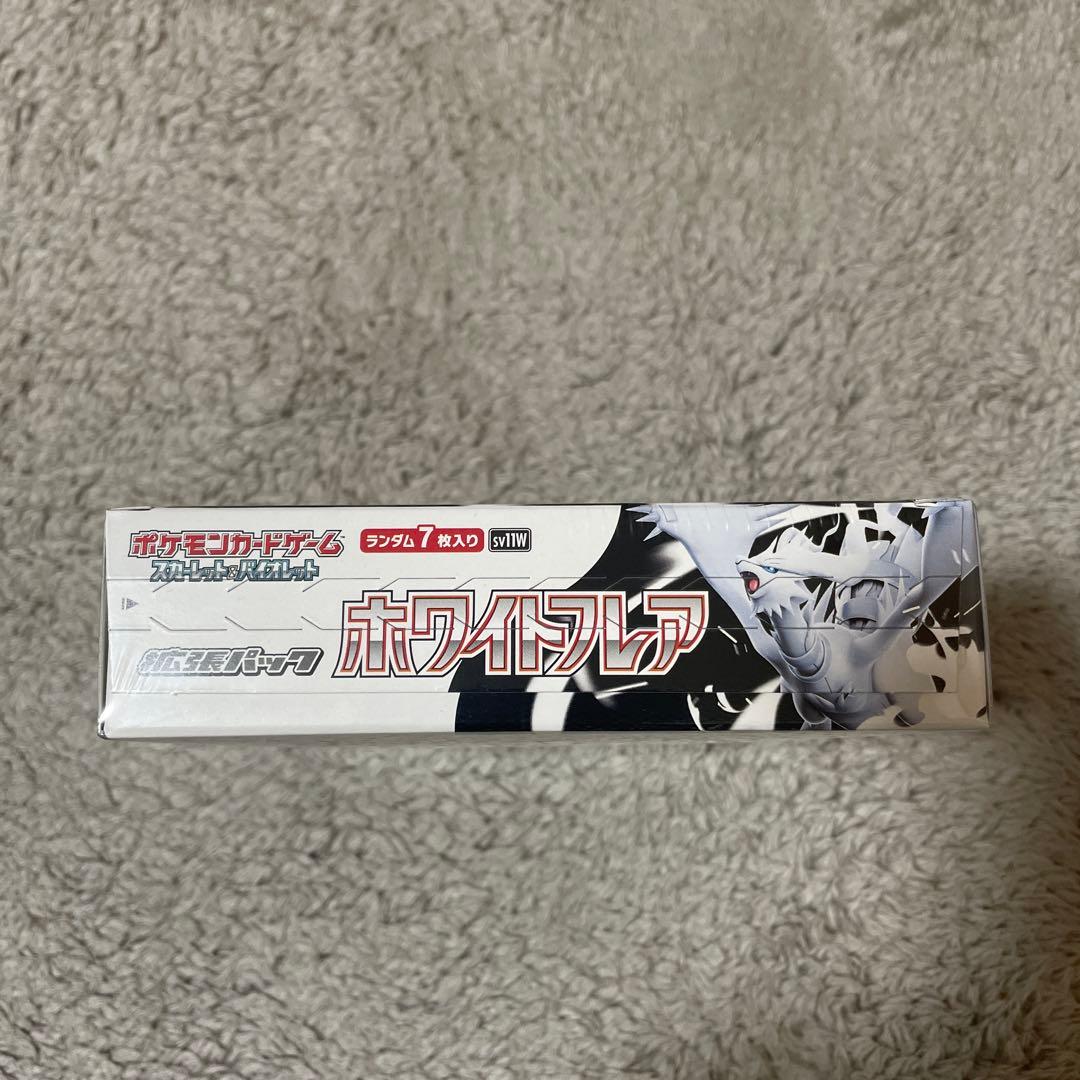 ポケモンカードゲーム
スカーレット&バイオレット
ランダム7枚入り
sv11W
拡張パック
ホワイトフレア